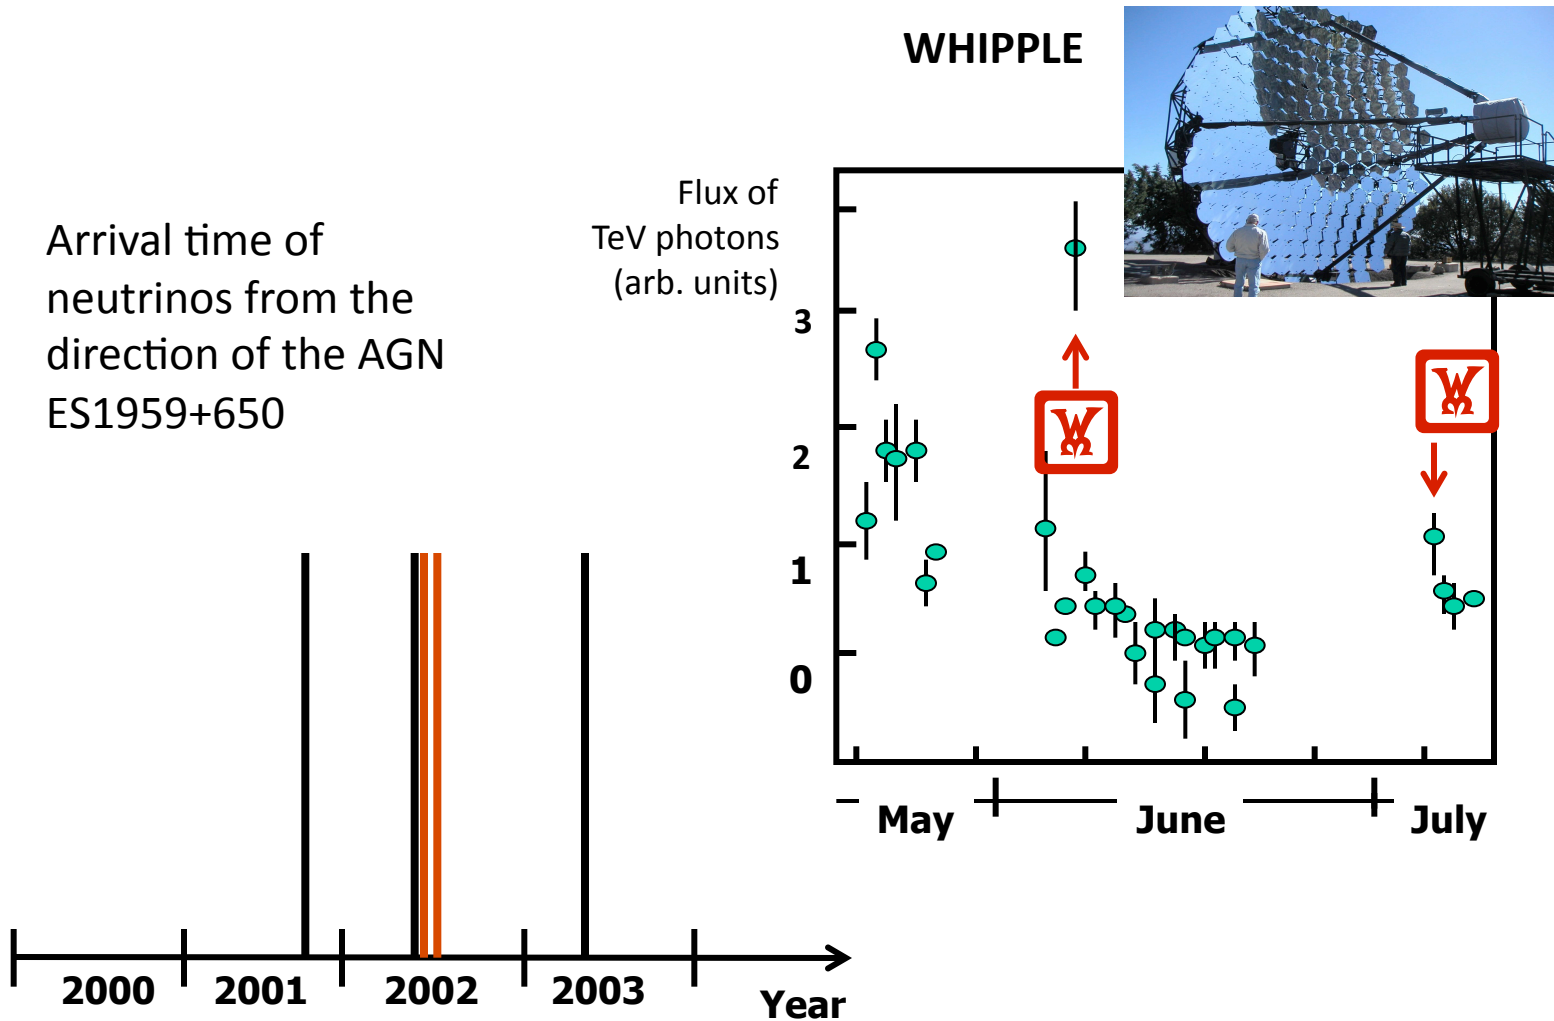 WHIPPLE
Arrival time of
neutrinos from the
direction of the AGN
ES1959+650
Flux of
TeV photons
(arb. units)
3
2
1
0
May
June
July
2000
2001
2002
2003
Year